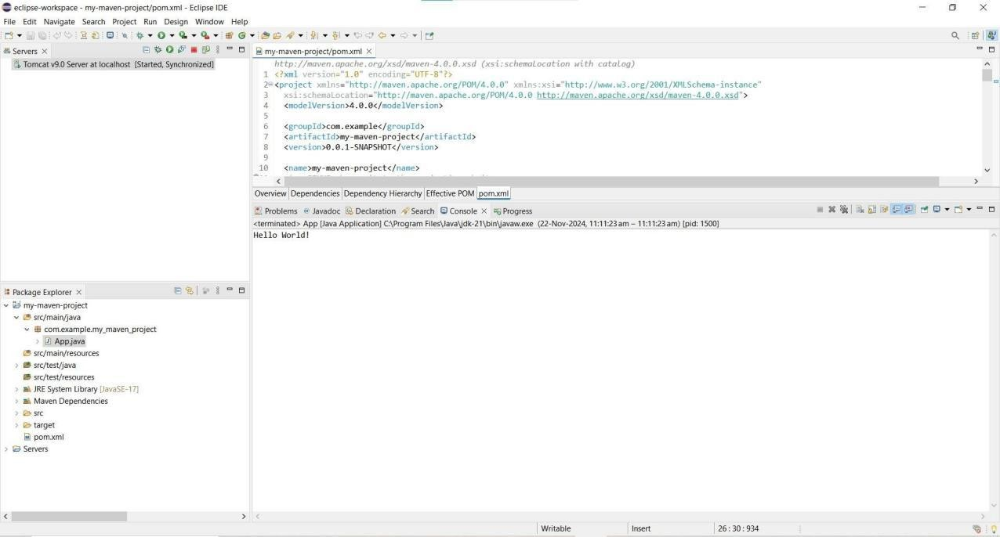 eclipse-workspace - my-maven-project/pom.xml - Eclipse IDE
File Edit Navigate Search Project Run Design Window Help
Servers
Tomcat v9.0 Server at localhost [Started, Synchronized]
Package Explorer
my-maven-project
src/main/java
com.example.my_maven_project
App.java
src/main/resources
src/test/java
src/test/resources
JRE System Library [JavaSE-17]
Maven Dependencies
src
target
pom.xml
Servers
my-maven-project/pom.xml
http://maven.apache.org/xsd/maven-4.0.0.xsd (xsi:schemaLocation with catalog)
1 <?xml version="1.0" encoding="UTF-8"?>
2 <project xmlns="http://maven.apache.org/POM/4.0.0" xmlns:xsi="http://www.w3.org/2001/XMLSchema-instance"
3 xsi:schemaLocation="http://maven.apache.org/POM/4.0.0 http://maven.apache.org/xsd/maven-4.0.0.xsd">
4 <modelVersion>4.0.0</modelVersion>
5
6 <groupId>com.example</groupId>
7 <artifactId>my-maven-project</artifactId>
8 <version>0.0.1-SNAPSHOT</version>
9
10 <name>my-maven-project</name>
Overview Dependencies Dependency Hierarchy Effective POM pom.xml
Problems Javadoc Declaration Search Console Progress
<terminated> App [Java Application] C:\Program Files\Java\jdk-21\bin\javaw.exe (22-Nov-2024, 11:11:23 am – 11:11:23 am) [pid: 1500]
Hello World!
Writable Insert 26 : 30 : 934